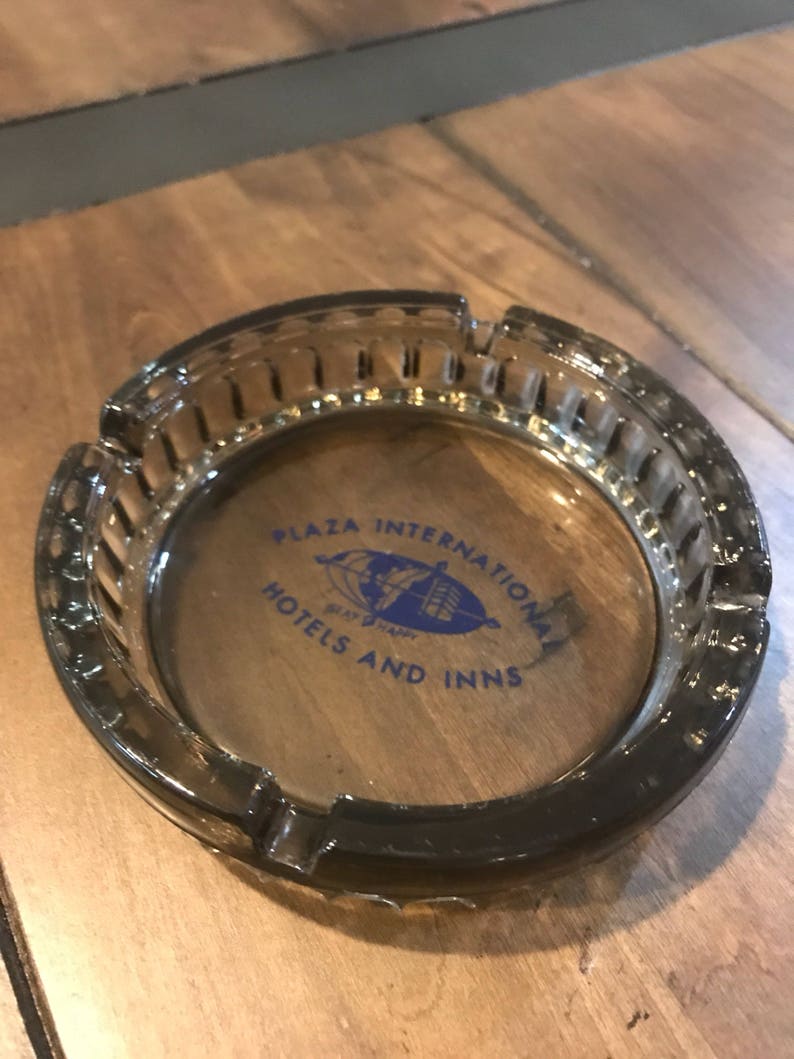 PLAZA INTERNATIONAL
STAY HAPPY
HOTELS AND INNS